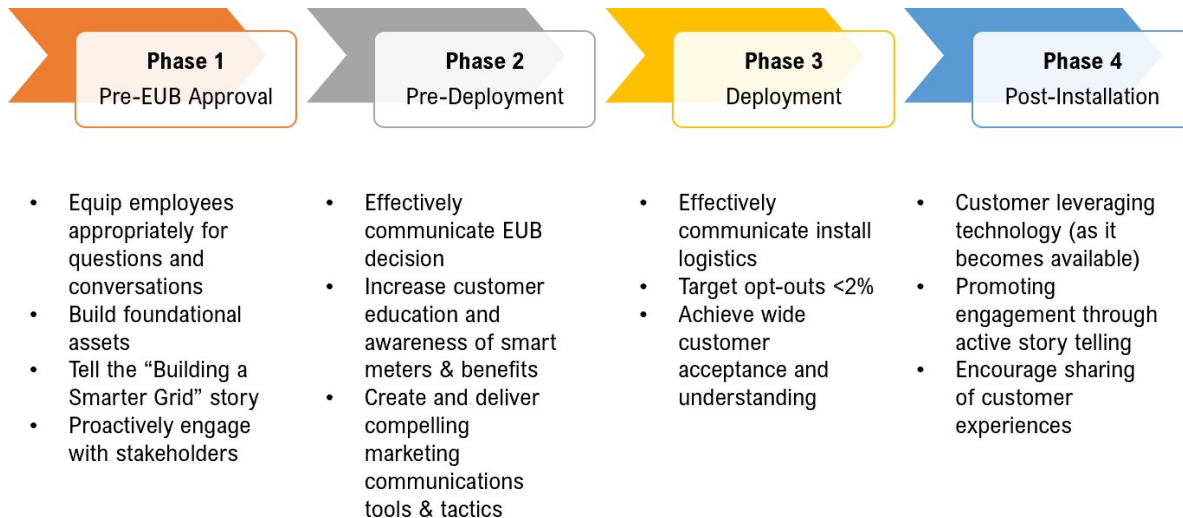 Phase 1
Pre-EUB Approval
Phase 2
Pre-Deployment
Phase 3
Deployment
Phase 4
Post-Installation
• Equip employees
appropriately for
questions and
conversations
• Build foundational
assets
• Tell the “Building a
Smarter Grid” story
• Proactively engage
with stakeholders
• Effectively
communicate EUB
decision
• Increase customer
education and
awareness of smart
meters & benefits
• Create and deliver
compelling
marketing
communications
tools & tactics
• Effectively
communicate install
logistics
• Target opt-outs <2%
• Achieve wide
customer
acceptance and
understanding
• Customer leveraging
technology (as it
becomes available)
• Promoting
engagement through
active story telling
• Encourage sharing
of customer
experiences